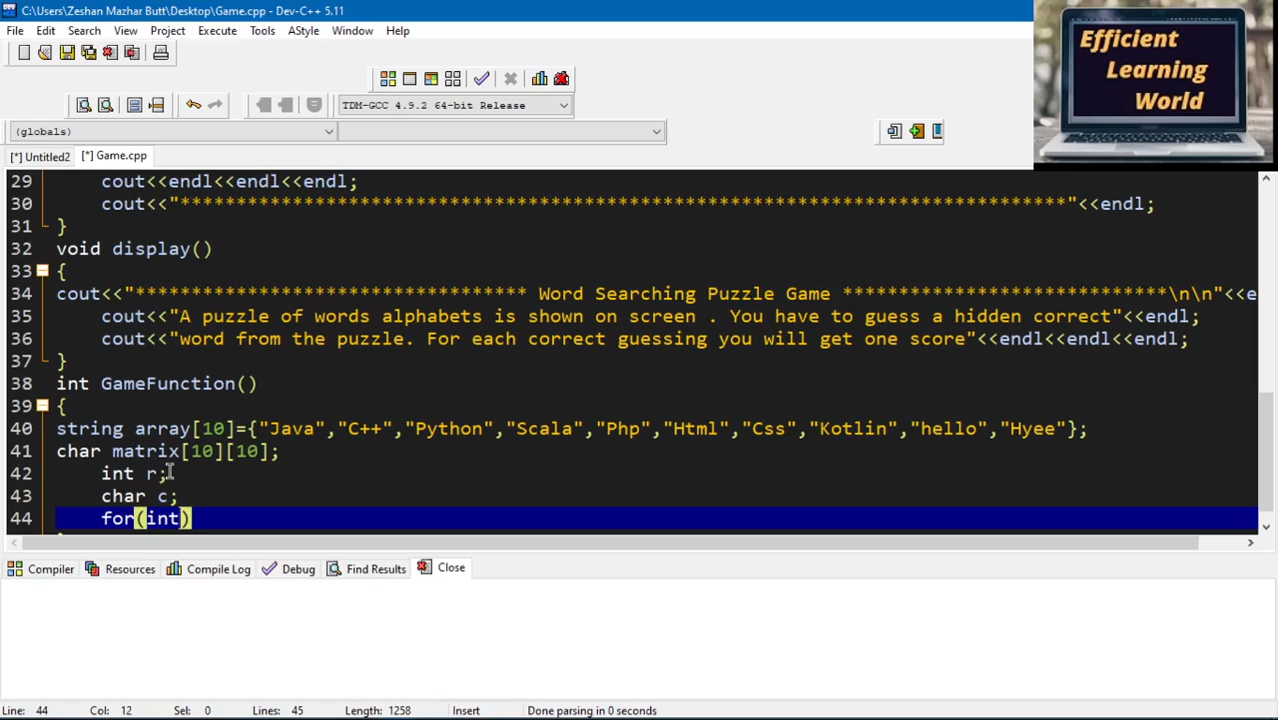 C:\Users\Zeshan Mazhar Butt\Desktop\Game.cpp - Dev-C++ 5.11
File Edit Search View Project Execute Tools AStyle Window Help
TDM-GCC 4.9.2 64-bit Release
(globals)
[*] Untitled2 [*] Game.cpp
Efficient
Learning
World
29 cout<<endl<<endl<<endl;
30 cout<<"*******************************************************************************"<<endl;
31 }
32 void display()
33 {
34 cout<<"*********************************** Word Searching Puzzle Game *****************************\n\n"<<e
35 cout<<"A puzzle of words alphabets is shown on screen . You have to guess a hidden correct"<<endl;
36 cout<<"word from the puzzle. For each correct guessing you will get one score"<<endl<<endl<<endl;
37 }
38 int GameFunction()
39 {
40 string array[10]={"Java","C++","Python","Scala","Php","Html","Css","Kotlin","hello","Hyee"};
41 char matrix[10][10];
42 int r;
43 char c;
44 for(int)
Compiler Resources Compile Log Debug Find Results Close
Line: 44 Col: 12 Sel: 0 Lines: 45 Length: 1258 Insert Done parsing in 0 seconds